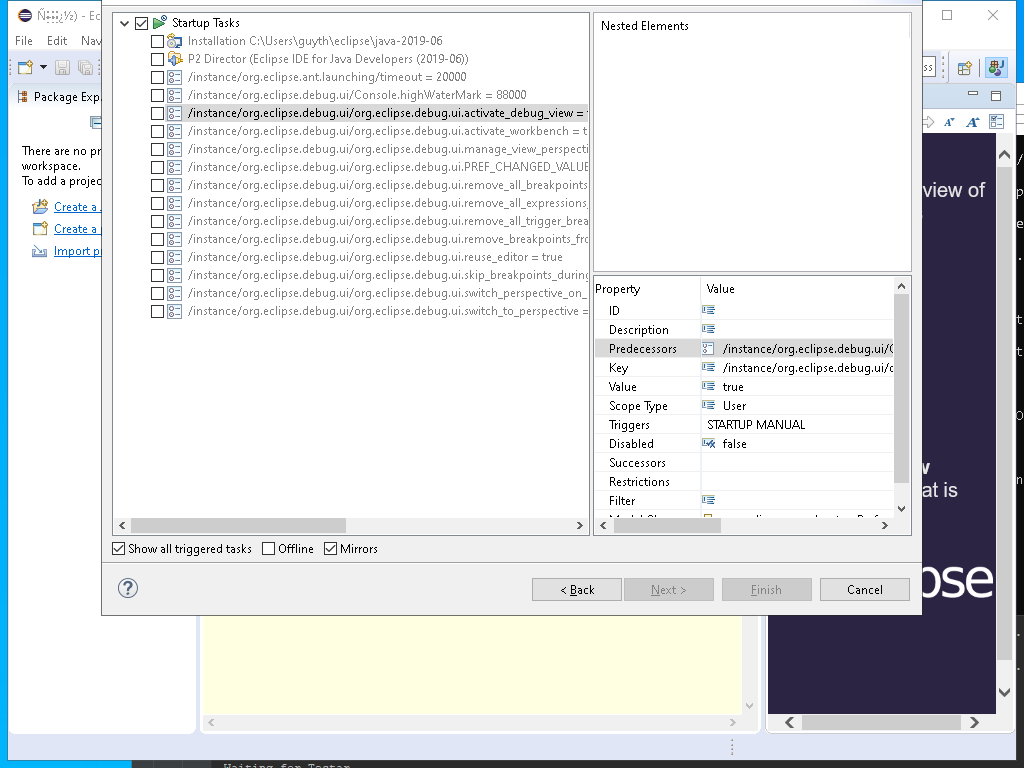 Ec
File Edit Nav
Package Exp
There are no pr
workspace.
To add a projec
Create a
Create a
Import p
Startup Tasks
Installation C:\Users\guyth\eclipse\java-2019-06
P2 Director (Eclipse IDE for Java Developers (2019-06))
/instance/org.eclipse.ant.launching/timeout = 20000
/instance/org.eclipse.debug.ui/Console.highWaterMark = 88000
/instance/org.eclipse.debug.ui/org.eclipse.debug.ui.activate_debug_view = t
/instance/org.eclipse.debug.ui/org.eclipse.debug.ui.activate_workbench = t
/instance/org.eclipse.debug.ui/org.eclipse.debug.ui.manage_view_perspecti
/instance/org.eclipse.debug.ui/org.eclipse.debug.ui.PREF_CHANGED_VALUE
/instance/org.eclipse.debug.ui/org.eclipse.debug.ui.remove_all_breakpoints
/instance/org.eclipse.debug.ui/org.eclipse.debug.ui.remove_all_expressions_
/instance/org.eclipse.debug.ui/org.eclipse.debug.ui.remove_all_trigger_brea
/instance/org.eclipse.debug.ui/org.eclipse.debug.ui.remove_breakpoints_fro
/instance/org.eclipse.debug.ui/org.eclipse.debug.ui.reuse_editor = true
/instance/org.eclipse.debug.ui/org.eclipse.debug.ui.skip_breakpoints_during
/instance/org.eclipse.debug.ui/org.eclipse.debug.ui.switch_perspective_on_
/instance/org.eclipse.debug.ui/org.eclipse.debug.ui.switch_to_perspective =
Nested Elements
Property Value
ID
Description
Predecessors /instance/org.eclipse.debug.ui/C
Key /instance/org.eclipse.debug.ui/o
Value true
Scope Type User
Triggers STARTUP MANUAL
Disabled false
Successors
Restrictions
Filter
Show all triggered tasks Offline Mirrors
< Back Next > Finish Cancel
ss
view of
w
at is
pse
Waiting for Testar